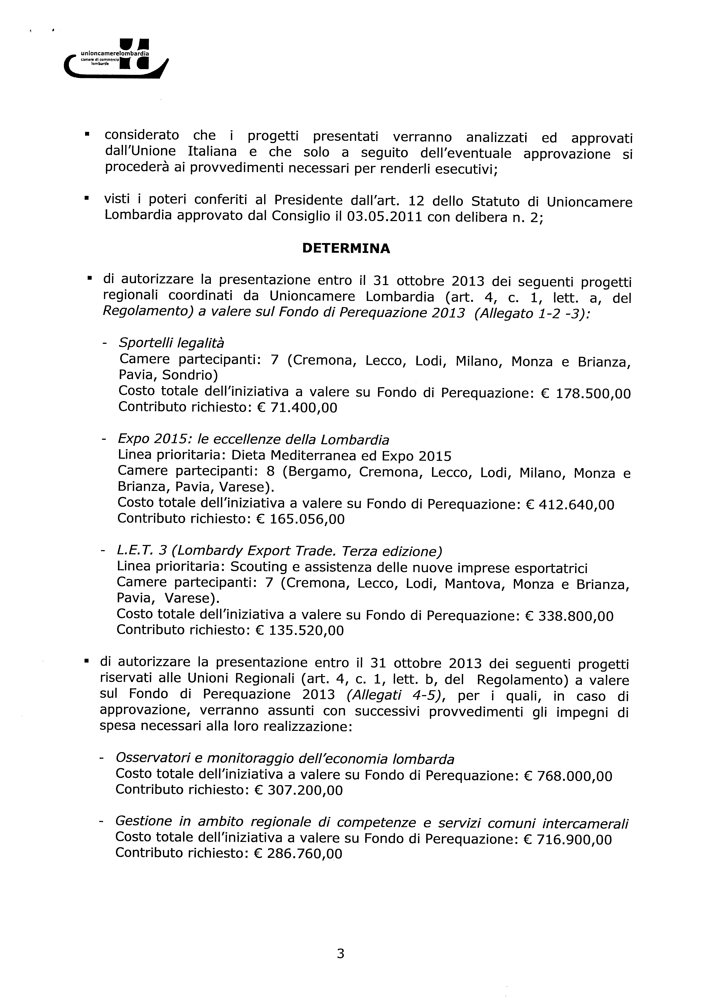 unioncamerelombardia
camere di commercio
lombarde
▪ considerato che i progetti presentati verranno analizzati ed approvati
dall'Unione Italiana e che solo a seguito dell'eventuale approvazione si
procederà ai provvedimenti necessari per renderli esecutivi;
▪ visti i poteri conferiti al Presidente dall'art. 12 dello Statuto di Unioncamere
Lombardia approvato dal Consiglio il 03.05.2011 con delibera n. 2;
DETERMINA
▪ di autorizzare la presentazione entro il 31 ottobre 2013 dei seguenti progetti
regionali coordinati da Unioncamere Lombardia (art. 4, c. 1, lett. a, del
Regolamento) a valere sul Fondo di Perequazione 2013 (Allegato 1-2 -3):
- Sportelli legalità
Camere partecipanti: 7 (Cremona, Lecco, Lodi, Milano, Monza e Brianza,
Pavia, Sondrio)
Costo totale dell'iniziativa a valere su Fondo di Perequazione: € 178.500,00
Contributo richiesto: € 71.400,00
- Expo 2015: le eccellenze della Lombardia
Linea prioritaria: Dieta Mediterranea ed Expo 2015
Camere partecipanti: 8 (Bergamo, Cremona, Lecco, Lodi, Milano, Monza e
Brianza, Pavia, Varese).
Costo totale dell'iniziativa a valere su Fondo di Perequazione: € 412.640,00
Contributo richiesto: € 165.056,00
- L.E.T. 3 (Lombardy Export Trade. Terza edizione)
Linea prioritaria: Scouting e assistenza delle nuove imprese esportatrici
Camere partecipanti: 7 (Cremona, Lecco, Lodi, Mantova, Monza e Brianza,
Pavia, Varese).
Costo totale dell'iniziativa a valere su Fondo di Perequazione: € 338.800,00
Contributo richiesto: € 135.520,00
▪ di autorizzare la presentazione entro il 31 ottobre 2013 dei seguenti progetti
riservati alle Unioni Regionali (art. 4, c. 1, lett. b, del Regolamento) a valere
sul Fondo di Perequazione 2013 (Allegati 4-5), per i quali, in caso di
approvazione, verranno assunti con successivi provvedimenti gli impegni di
spesa necessari alla loro realizzazione:
- Osservatori e monitoraggio dell'economia lombarda
Costo totale dell'iniziativa a valere su Fondo di Perequazione: € 768.000,00
Contributo richiesto: € 307.200,00
- Gestione in ambito regionale di competenze e servizi comuni intercamerali
Costo totale dell'iniziativa a valere su Fondo di Perequazione: € 716.900,00
Contributo richiesto: € 286.760,00
3